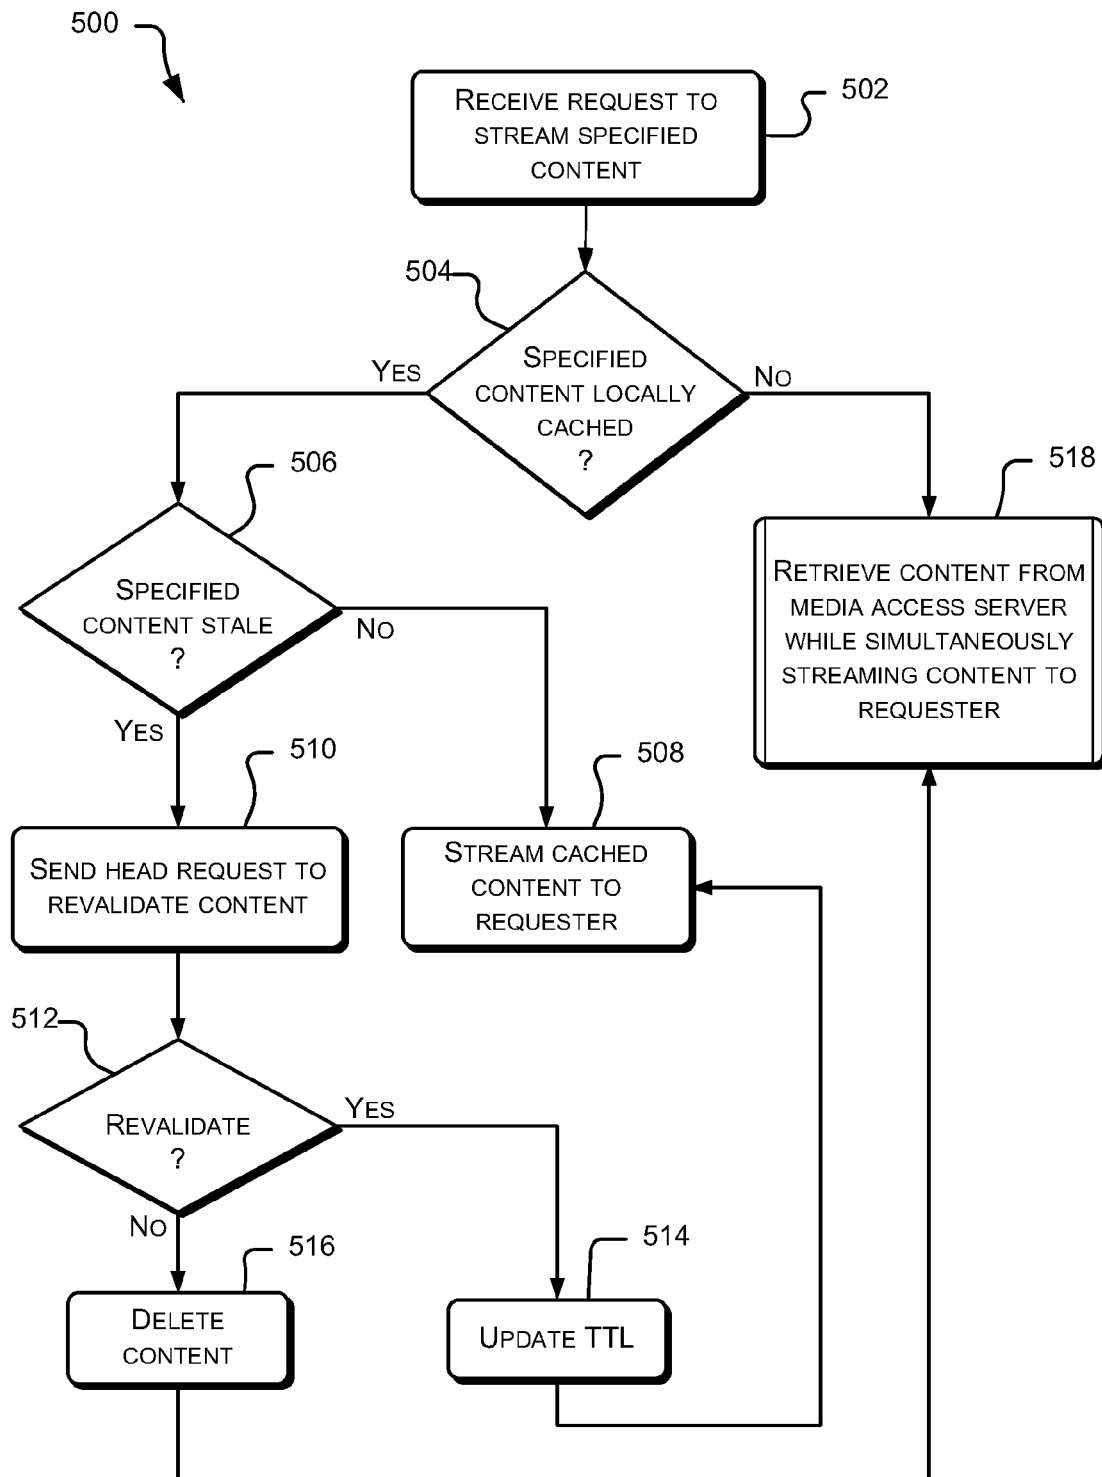 500
RECEIVE REQUEST TO
STREAM SPECIFIED
CONTENT
502
504
SPECIFIED
CONTENT LOCALLY
CACHED
?
YES
NO
506
SPECIFIED
CONTENT STALE
?
NO
YES
518
RETRIEVE CONTENT FROM
MEDIA ACCESS SERVER
WHILE SIMULTANEOUSLY
STREAMING CONTENT TO
REQUESTER
510
SEND HEAD REQUEST TO
REVALIDATE CONTENT
508
STREAM CACHED
CONTENT TO
REQUESTER
512
REVALIDATE
?
YES
NO
516
DELETE
CONTENT
514
UPDATE TTL